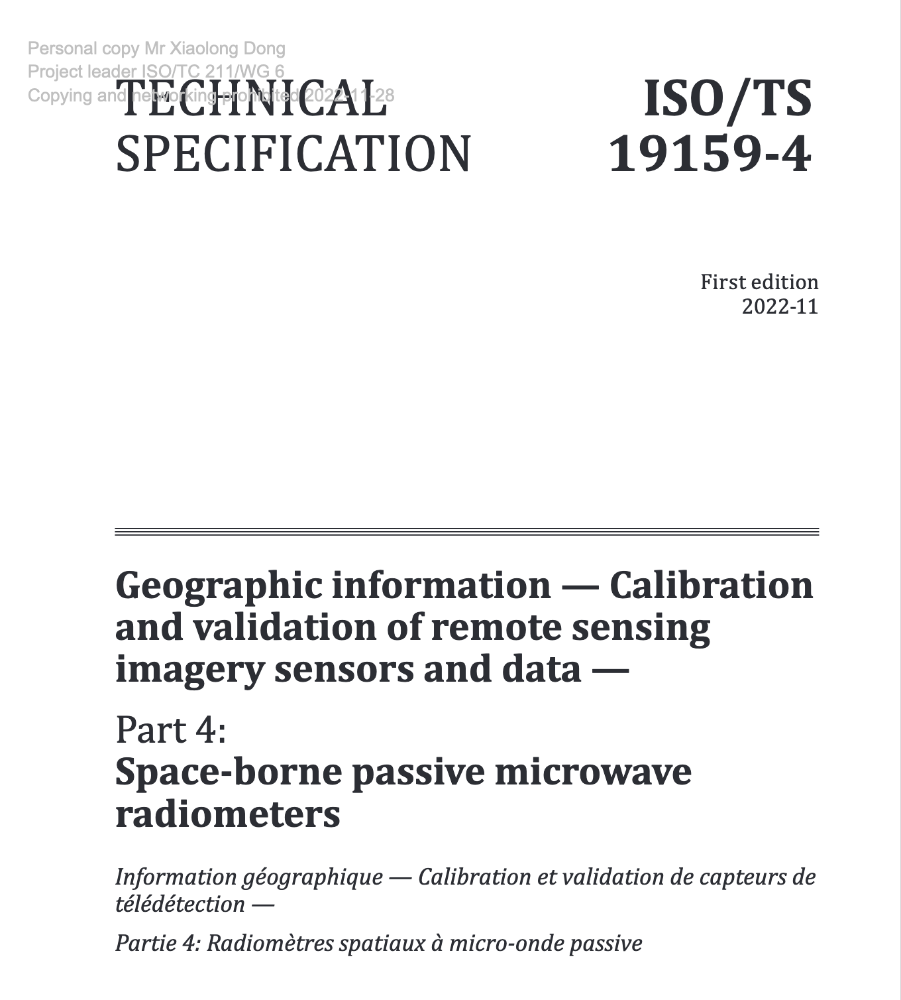 Personal copy Mr Xiaolong Dong
Project leader ISO/TC 211/WG 6
Copying and networking prohibited 2022-11-28
TECHNICAL
SPECIFICATION
ISO/TS
19159-4
First edition
2022-11
Geographic information — Calibration
and validation of remote sensing
imagery sensors and data —
Part 4:
Space-borne passive microwave
radiometers
Information géographique — Calibration et validation de capteurs de
télédétection —
Partie 4: Radiomètres spatiaux à micro-onde passive